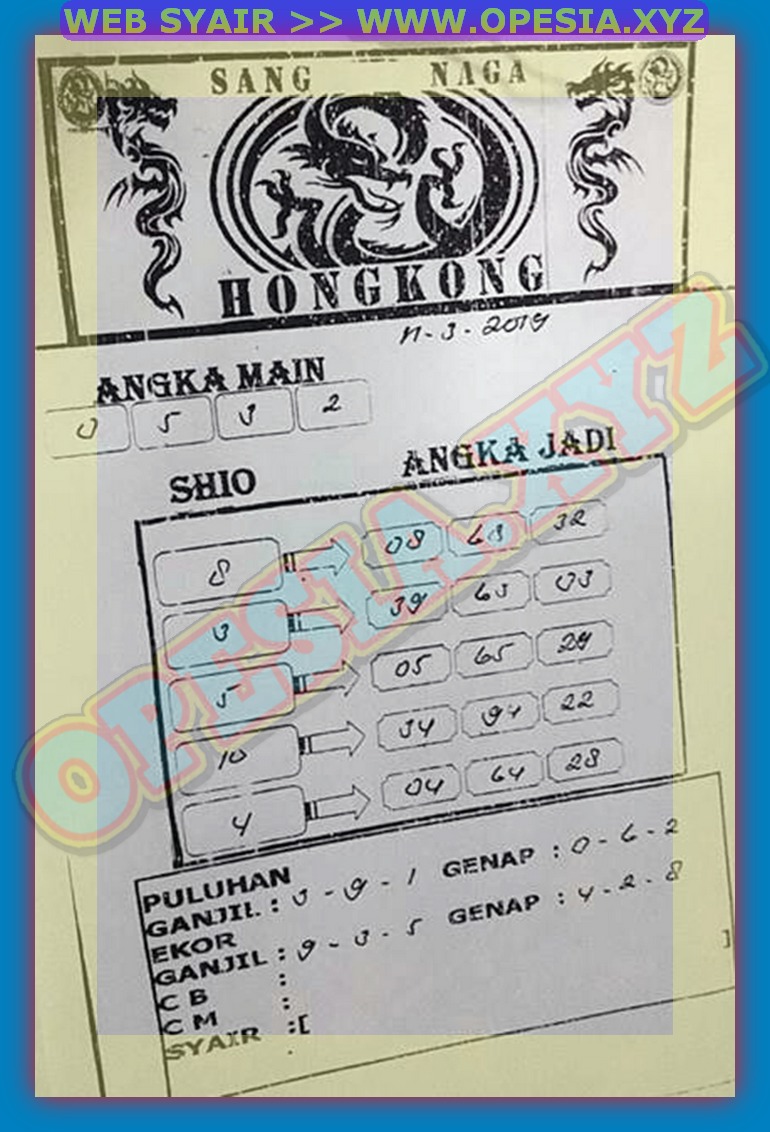 WEB SYAIR >> WWW.OPESIA.XYZ
SANG NAGA
HONGKONG
11-3-2019
ANGKA MAIN
0 5 3 2
SHIO ANGKA JADI
8 08 68 32
3 39 63 03
5 05 65 29
10 34 94 22
4 04 64 28
PULUHAN
GANJIL : 3 - 9 - 1 GENAP : 0 - 6 - 2
EKOR
GANJIL : 9 - 3 - 5 GENAP : 4 - 2 - 8
C B :
C M :
SYAIR :[ ]
OPESIA.XYZ